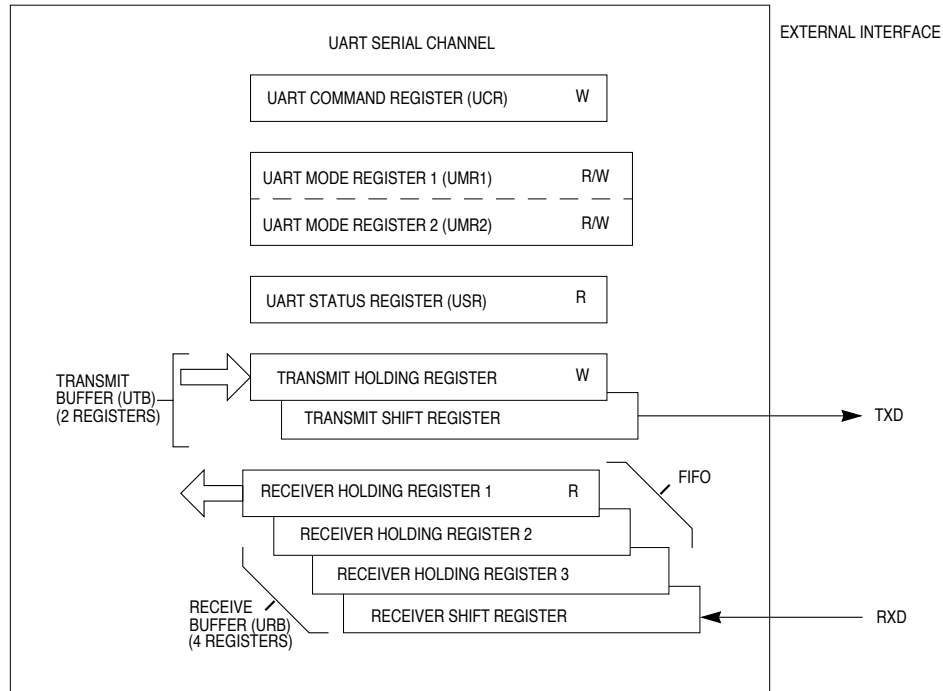 EXTERNAL INTERFACE
UART SERIAL CHANNEL
UART COMMAND REGISTER (UCR) W
UART MODE REGISTER 1 (UMR1) R/W
UART MODE REGISTER 2 (UMR2) R/W
UART STATUS REGISTER (USR) R
TRANSMIT
BUFFER (UTB)
(2 REGISTERS)
TRANSMIT HOLDING REGISTER W
TRANSMIT SHIFT REGISTER
TXD
RECEIVER HOLDING REGISTER 1 R
FIFO
RECEIVER HOLDING REGISTER 2
RECEIVER HOLDING REGISTER 3
RECEIVER SHIFT REGISTER
RECEIVE
BUFFER (URB)
(4 REGISTERS)
RXD